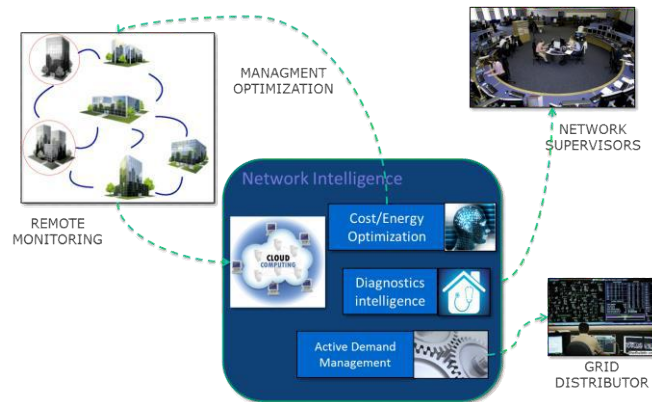 MANAGMENT
OPTIMIZATION
NETWORK
SUPERVISORS
REMOTE
MONITORING
Network Intelligence
CLOUD
COMPUTING
Cost/Energy
Optimization
Diagnostics
intelligence
Active Demand
Management
GRID
DISTRIBUTOR